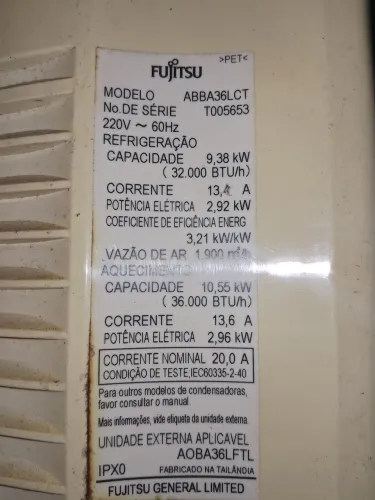 >PET<
FUJITSU
MODELO ABBA36LCT
No.DE SÉRIE T005653
220V ~ 60Hz
REFRIGERAÇÃO
CAPACIDADE 9,38 kW
( 32.000 BTU/h)
CORRENTE 13,4 A
POTÊNCIA ELÉTRICA 2,92 kW
COEFICIENTE DE EFICIÊNCIA ENERG
3,21 kW/kW
VAZÃO DE AR 1.900 m³/h
AQUECIMENTO
CAPACIDADE 10,55 kW
( 36.000 BTU/h)
CORRENTE 13,6 A
POTÊNCIA ELÉTRICA 2,96 kW
CORRENTE NOMINAL 20,0 A
CONDIÇÃO DE TESTE,IEC60335-2-40
Para outros modelos de condensadoras,
favor consultar o manual.
Mais informações, vide etiqueta da unidade externa.
UNIDADE EXTERNA APLICAVEL
AOBA36LFTL
IPX0 FABRICADO NA TAILÂNDIA
FUJITSU GENERAL LIMITED